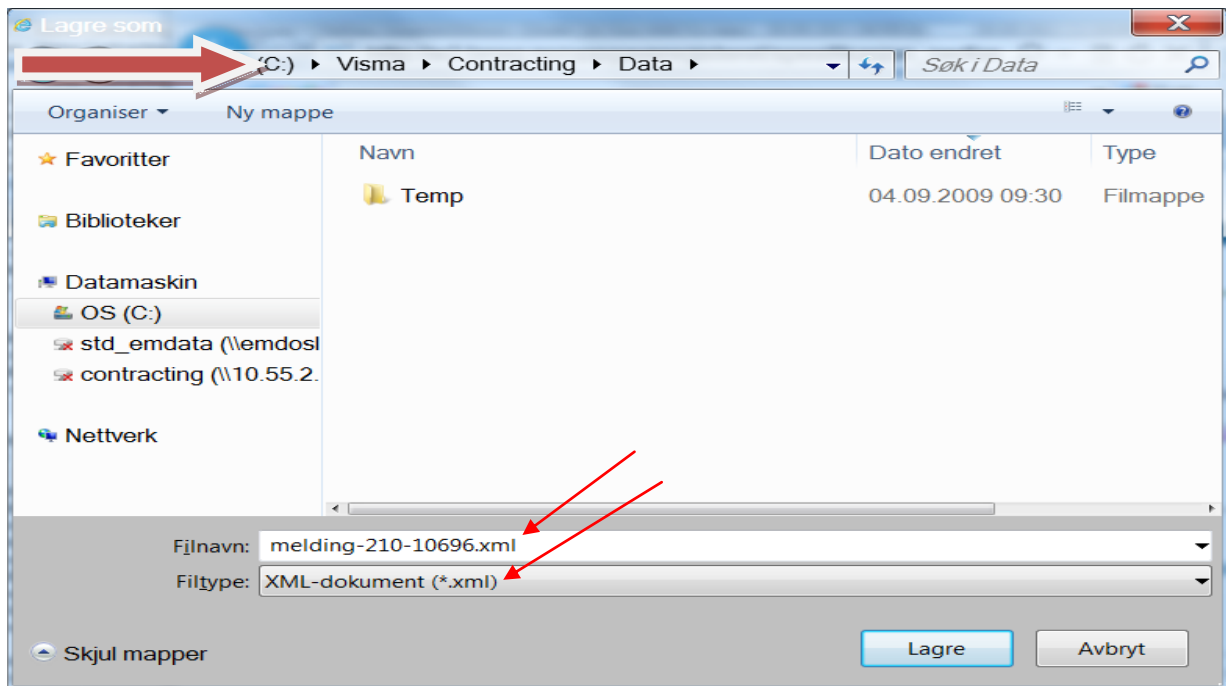 Lagre som
(C:) Visma Contracting Data Søk i Data
Organiser Ny mappe
Navn Dato endret Type
Favoritter
Temp 04.09.2009 09:30 Filmappe
Biblioteker
Datamaskin
OS (C:)
std_emdata (\\emdosl
contracting (\\10.55.2.
Nettverk
Filnavn: melding-210-10696.xml
Filtype: XML-dokument (*.xml)
Skjul mapper Lagre Avbryt